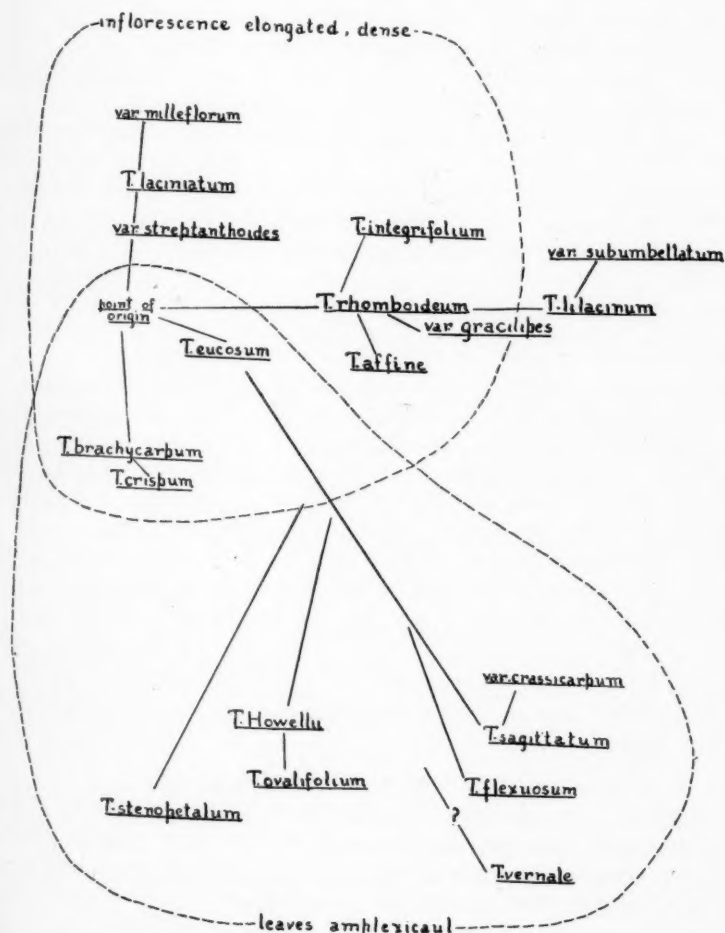 inflorescence elongated, dense
var. milleflorum
T. laciniatum
var. streptanthoides
T. integrifolium
var. subumbellatum
point of
origin
T. rhomboideum
T. lilacinum
var. gracilipes
T. eucosum
T. affine
T. brachycarpum
T. crispum
var. crassicarpum
T. Howellii
T. sagittatum
T. ovalifolium
T. flexuosum
T. stenopetalum
?
T. vernale
leaves amplexicaul